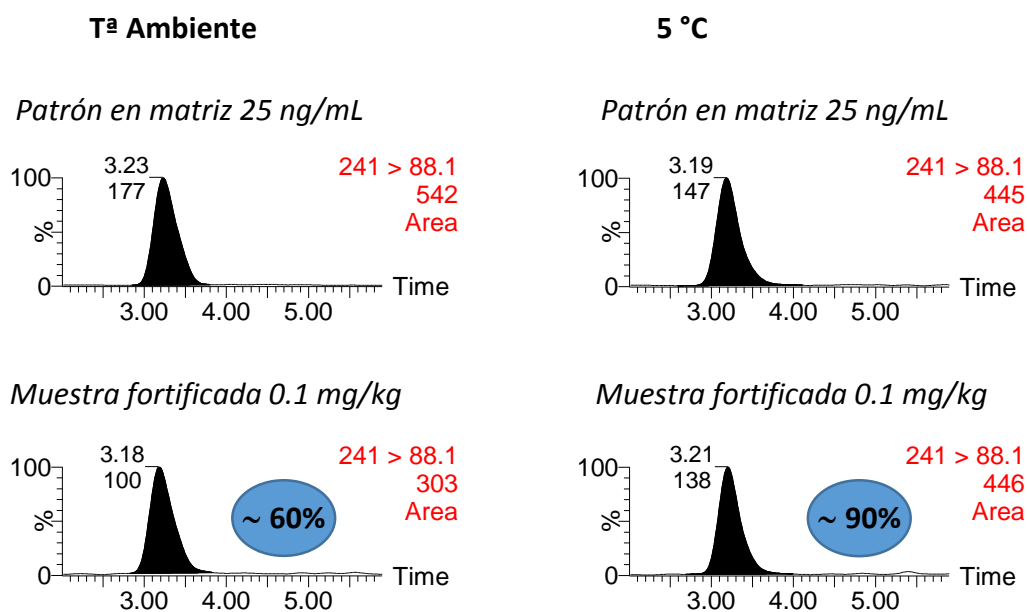 Tª Ambiente
5 °C
Patrón en matriz 25 ng/mL
Patrón en matriz 25 ng/mL
3.23
177
241 > 88.1
542
Area
100
%
0
Time
3.00 4.00 5.00
3.19
147
241 > 88.1
445
Area
100
%
0
Time
3.00 4.00 5.00
Muestra fortificada 0.1 mg/kg
Muestra fortificada 0.1 mg/kg
3.18
100
241 > 88.1
303
Area
100
%
0
~ 60%
Time
3.00 4.00 5.00
3.21
138
241 > 88.1
446
Area
100
%
0
~ 90%
Time
3.00 4.00 5.00